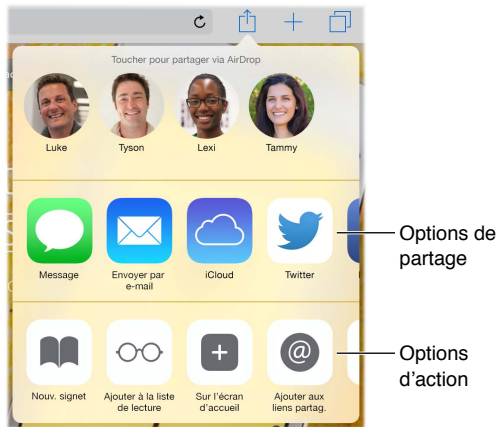 Toucher pour partager via AirDrop
Luke Tyson Lexi Tammy
Message Envoyer par iCloud Twitter
e-mail
Options de
partage
Nouv. signet Ajouter à la liste Sur l'écran Ajouter aux
de lecture d'accueil liens partag.
Options
d'action